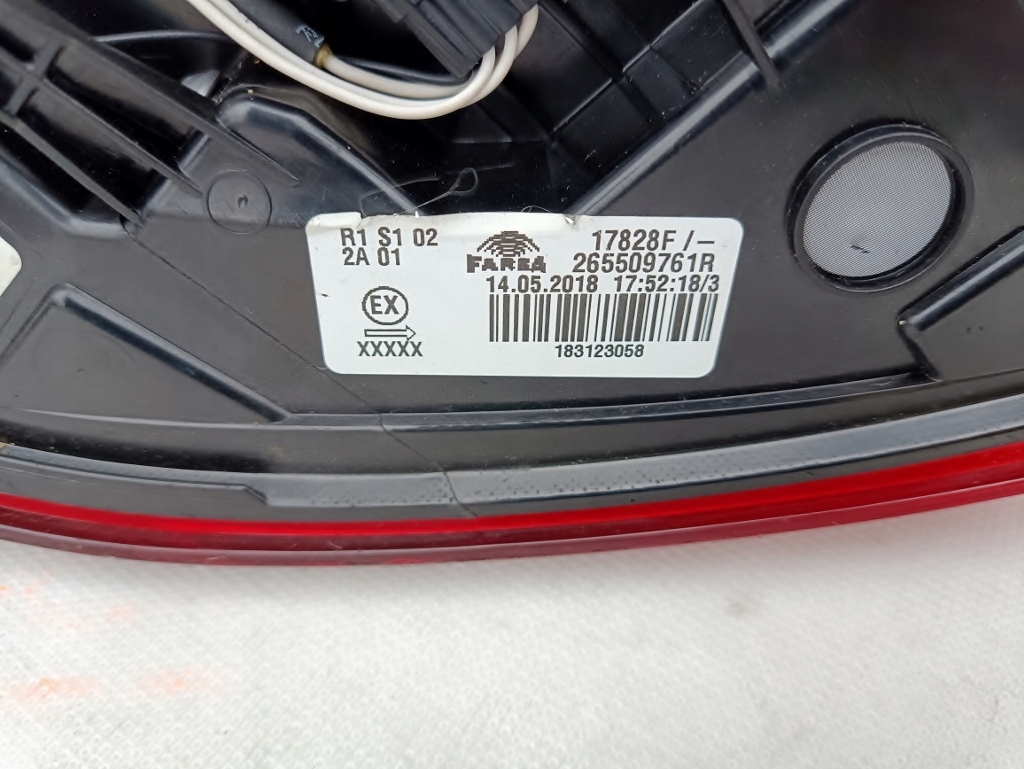 R1 S1 02
2A 01
EX
XXXXX
FARBA
17828F / -
265509761R
14.05.2018 17:52:18/3
183123058